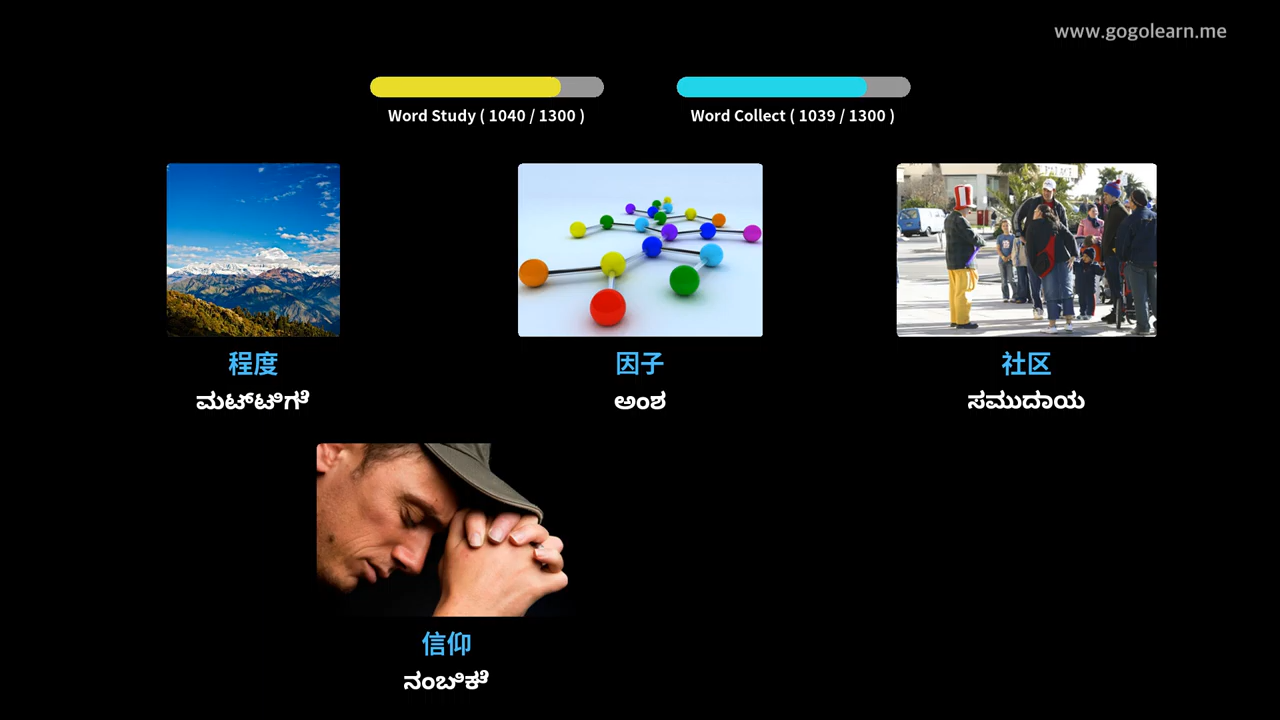 www.gogolearn.me
Word Study ( 1040 / 1300 )
Word Collect ( 1039 / 1300 )
程度
ಮಟ್ಟಿಗೆ
因子
ಅಂಶ
社区
ಸಮುದಾಯ
信仰
ನಂಬಿಕೆ